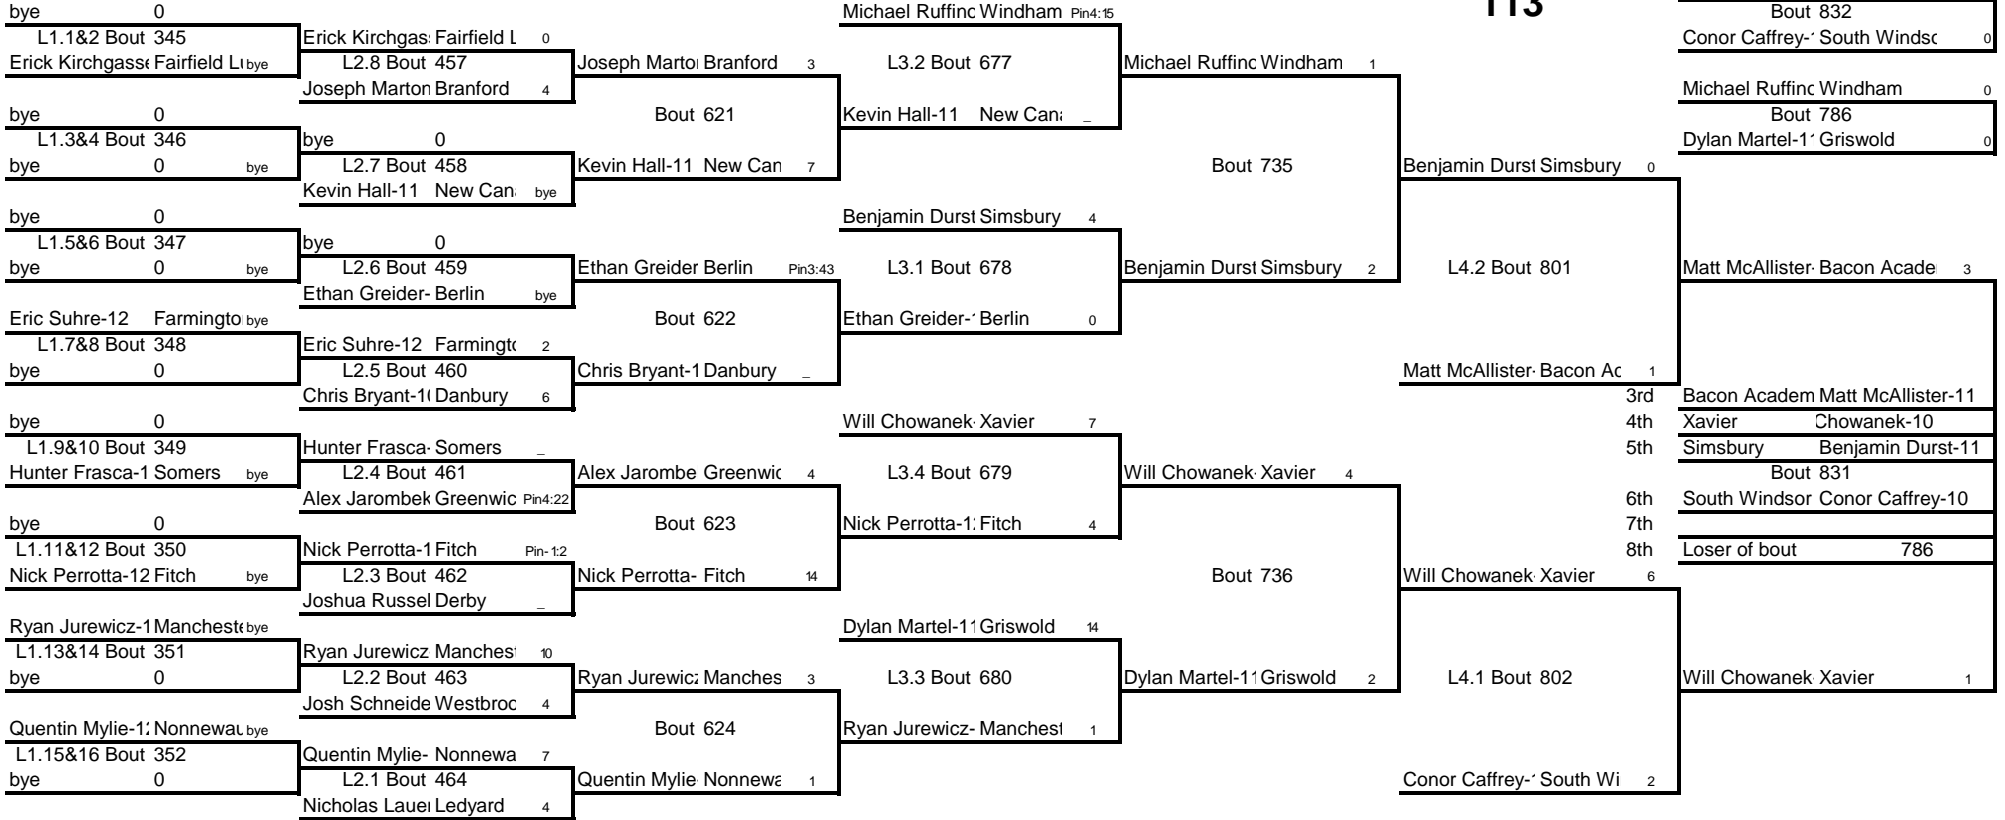 bye 0
L1.1&2 Bout 345
Erick Kirchgasse Fairfield Lu bye
bye 0
L1.3&4 Bout 346
bye 0 bye
bye 0
L1.5&6 Bout 347
bye 0 bye
Eric Suhre-12 Farmingto bye
L1.7&8 Bout 348
bye 0
bye 0
L1.9&10 Bout 349
Hunter Frasca-1 Somers bye
bye 0
L1.11&12 Bout 350
Nick Perrotta-12 Fitch bye
Ryan Jurewicz-1 Mancheste bye
L1.13&14 Bout 351
bye 0
Quentin Mylie-12 Nonnewau bye
L1.15&16 Bout 352
bye 0
Erick Kirchgas Fairfield L 0
L2.8 Bout 457
Joseph Marton Branford 4
bye 0
L2.7 Bout 458
Kevin Hall-11 New Can bye
bye 0
L2.6 Bout 459
Ethan Greider- Berlin bye
Eric Suhre-12 Farmingt 2
L2.5 Bout 460
Chris Bryant-1 Danbury 6
Hunter Frasca- Somers _
L2.4 Bout 461
Alex Jarombek Greenwic Pin4:22
Nick Perrotta-1 Fitch Pin-1:2
L2.3 Bout 462
Joshua Russel Derby _
Ryan Jurewicz Manches 10
L2.2 Bout 463
Josh Schneide Westbroo 4
Quentin Mylie- Nonnewa 7
L2.1 Bout 464
Nicholas Lauer Ledyard 4
Joseph Marto Branford 3
Bout 621
Kevin Hall-11 New Can 7
Ethan Greider Berlin Pin3:43
Bout 622
Chris Bryant-1 Danbury _
Alex Jarombe Greenwic 4
Bout 623
Nick Perrotta- Fitch 14
Ryan Jurewicz Manches 3
Bout 624
Quentin Mylie Nonnewa 1
Michael Ruffino Windham Pin4:15
L3.2 Bout 677
Kevin Hall-11 New Cana _
Benjamin Durst Simsbury 4
L3.1 Bout 678
Ethan Greider-1 Berlin 0
Will Chowanek- Xavier 7
L3.4 Bout 679
Nick Perrotta-1 Fitch 4
Dylan Martel-11 Griswold 14
L3.3 Bout 680
Ryan Jurewicz- Manchest 1
Michael Ruffino Windham 1
Bout 735
Benjamin Durst Simsbury 2
Will Chowanek- Xavier 4
Bout 736
Dylan Martel-11 Griswold 2
113
Benjamin Durst Simsbury 0
L4.2 Bout 801
Matt McAllister- Bacon Ac 1
Will Chowanek- Xavier 6
L4.1 Bout 802
Conor Caffrey-1 South Wi 2
Bout 832
Conor Caffrey-1 South Windso 0
Michael Ruffino Windham 0
Bout 786
Dylan Martel-11 Griswold 0
Matt McAllister- Bacon Acade 3
3rd Bacon Academ Matt McAllister-11
4th Xavier Chowanek-10
5th Simsbury Benjamin Durst-11
Bout 831
6th South Windsor Conor Caffrey-10
7th
8th Loser of bout 786
Will Chowanek- Xavier 1